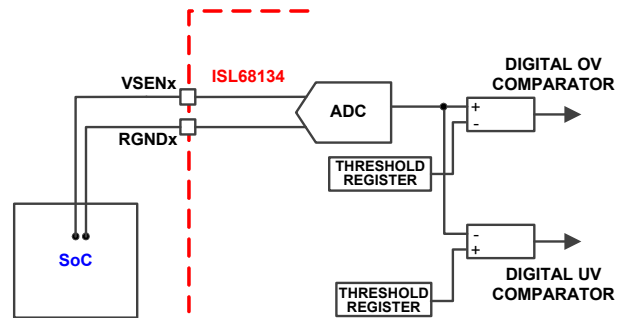 VSENx
ISL68134
RGNDx
SoC
ADC
DIGITAL OV
COMPARATOR
+
-
THRESHOLD
REGISTER
-
+
DIGITAL UV
COMPARATOR
THRESHOLD
REGISTER